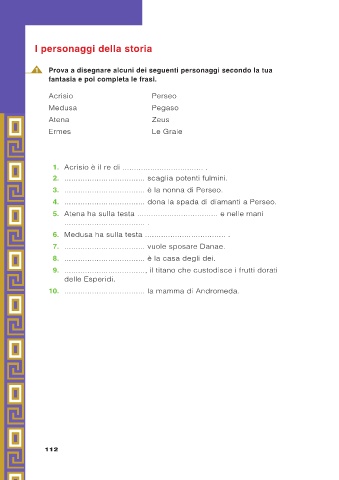 I personaggi della storia
Prova a disegnare alcuni dei seguenti personaggi secondo la tua
fantasia e poi completa le frasi.
Acrisio Perseo
Medusa Pegaso
Atena Zeus
Ermes Le Graie
1. Acrisio è il re di .................................... .
2. .................................... scaglia potenti fulmini.
3. .................................... è la nonna di Perseo.
4. .................................... dona la spada di diamanti a Perseo.
5. Atena ha sulla testa .................................... e nelle mani
.................................... .
6. Medusa ha sulla testa .................................... .
7. .................................... vuole sposare Danae.
8. .................................... è la casa degli dei.
9. ...................................., il titano che custodisce i frutti dorati
delle Esperidi.
10. .................................... la mamma di Andromeda.
112